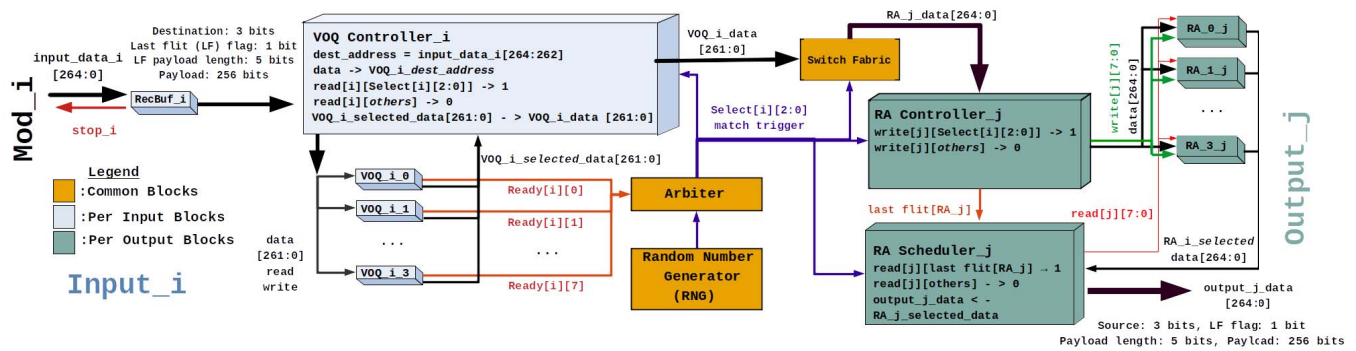 Mod_i
input_data_i
[264:0]
stop_i
RecBuf_i
Destination: 3 bits
Last flit (LF) flag: 1 bit
LF payload length: 5 bits
Payload: 256 bits
VOQ Controller_i
dest_address = input_data_i[264:262]
data -> VOQ_i_dest_address
read[i][Select[i][2:0]] -> 1
read[i][others] -> 0
VOQ_i_selected_data[261:0] - > VOQ_i_data [261:0]
VOQ_i_data
[261:0]
Switch Fabric
RA_j_data[264:0]
Select[i][2:0]
match trigger
RA Controller_j
write[j][Select[i][2:0]] -> 1
write[j][others] -> 0
write[j][7:0]
data[264:0]
RA_0_j
RA_1_j
...
RA_3_j
Output_j
Legend
:Common Blocks
:Per Input Blocks
:Per Output Blocks
Input_i
data
[261:0]
read
write
VOQ_i_0
VOQ_i_1
...
VOQ_i_3
VOQ_i_selected_data[261:0]
Ready[i][0]
Ready[i][1]
...
Ready[i][7]
Arbiter
Random Number
Generator
(RNG)
last flit[RA_j]
read[j][7:0]
RA Scheduler_j
read[j][last flit[RA_j] → 1
read[j][others] - > 0
output_j_data < -
RA_j_selected_data
RA_i_selected
data[264:0]
output_j_data
[264:0]
Source: 3 bits, LF flag: 1 bit
Payload length: 5 bits, Payload: 256 bits